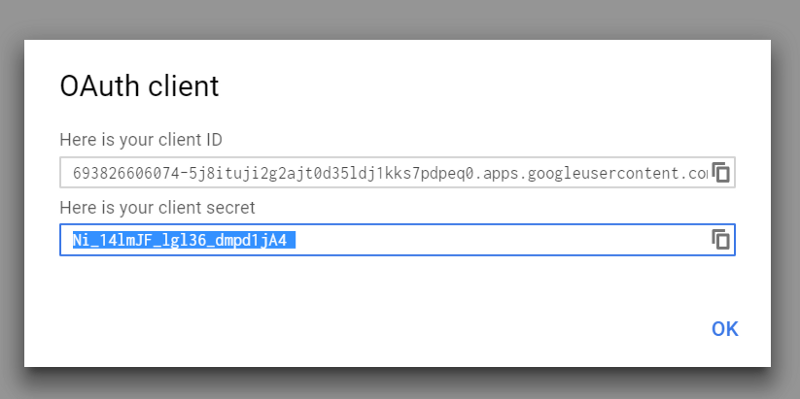 OAuth client
Here is your client ID
693826606074-5j8ituji2g2ajt0d35ldj1kks7pdpeq0.apps.googleusercontent.co
Here is your client secret
Ni_14lmJF_lgl36_dmpd1jA4
OK